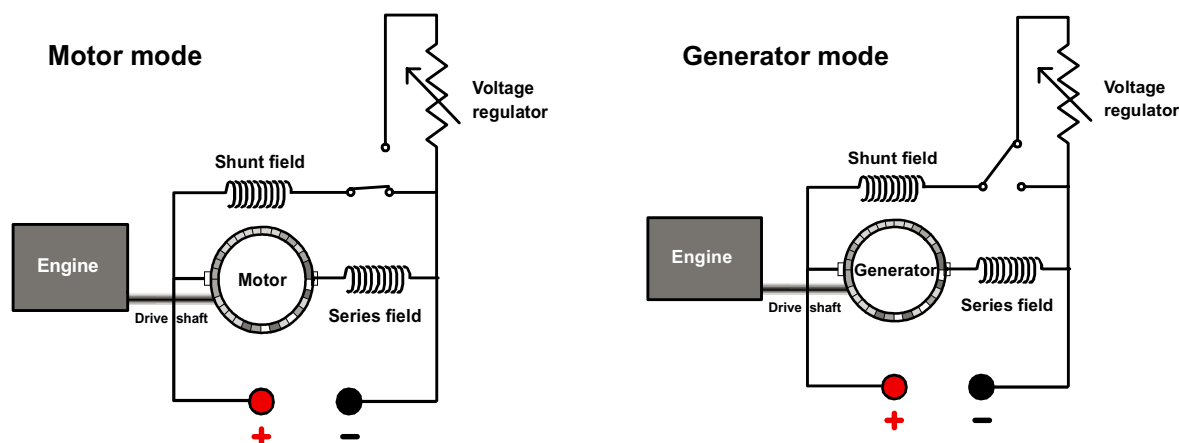 Motor mode
Voltage
regulator
Shunt field
Engine
Motor
Drive shaft
Series field
+
−
Generator mode
Voltage
regulator
Shunt field
Engine
Generator
Drive shaft
Series field
+
−